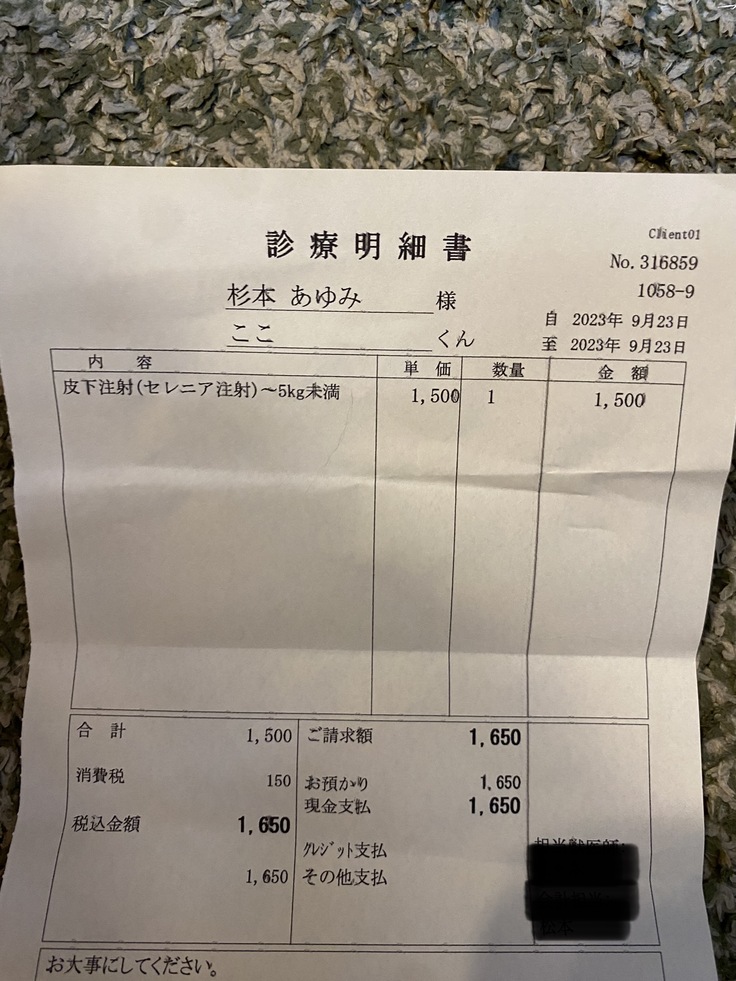 Client01
診療明細書
No.316859
1058-9
杉本 あゆみ 様
自 2023年 9月23日
ここ くん
至 2023年 9月23日
内 容 単 価 数量 金 額
皮下注射(セレニア注射)～5kg未満 1,500 1 1,500
合 計 1,500 ご請求額 1,650
消費税 150 お預かり 1,650
現金支払 1,650
税込金額 1,650
クレジット支払
1,650 その他支払
お大事にしてください。